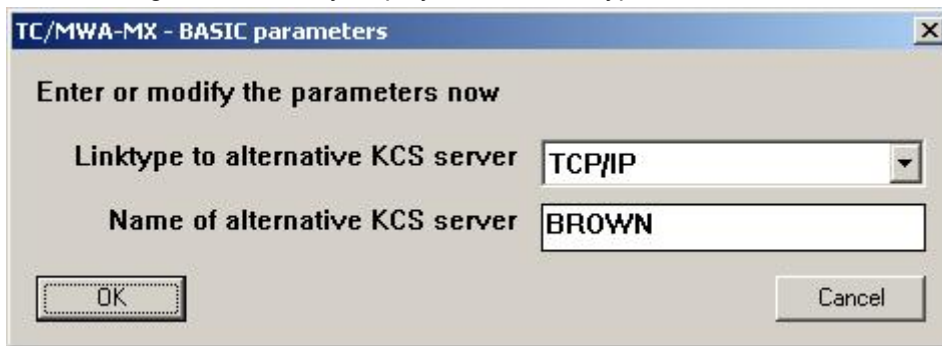 TC/MWA-MX - BASIC parameters
Enter or modify the parameters now
Linktype to alternative KCS server TCP/IP
Name of alternative KCS server BROWN
OK Cancel